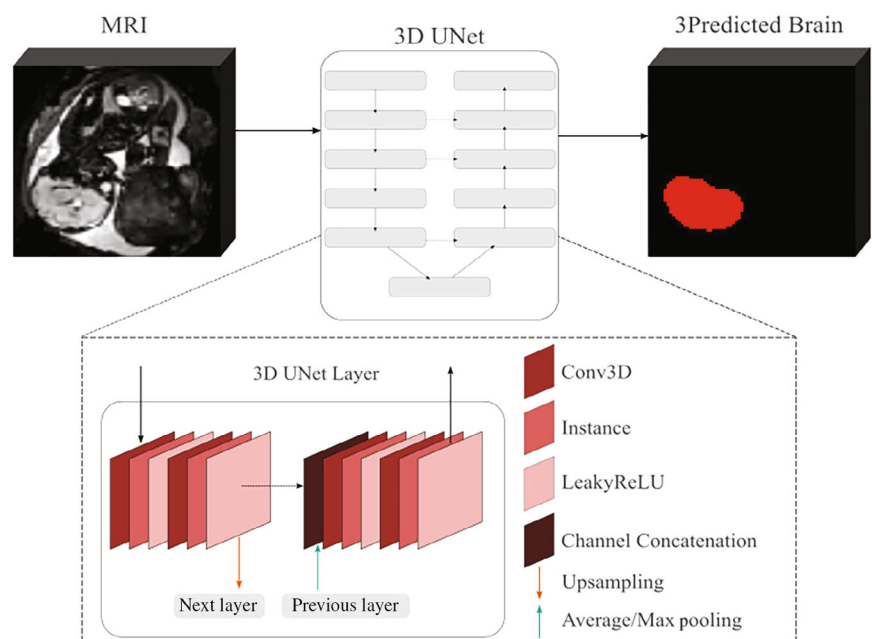 MRI
3D UNet
3Predicted Brain
3D UNet Layer
Conv3D
Instance
LeakyReLU
Channel Concatenation
Next layer
Previous layer
Upsampling
Average/Max pooling